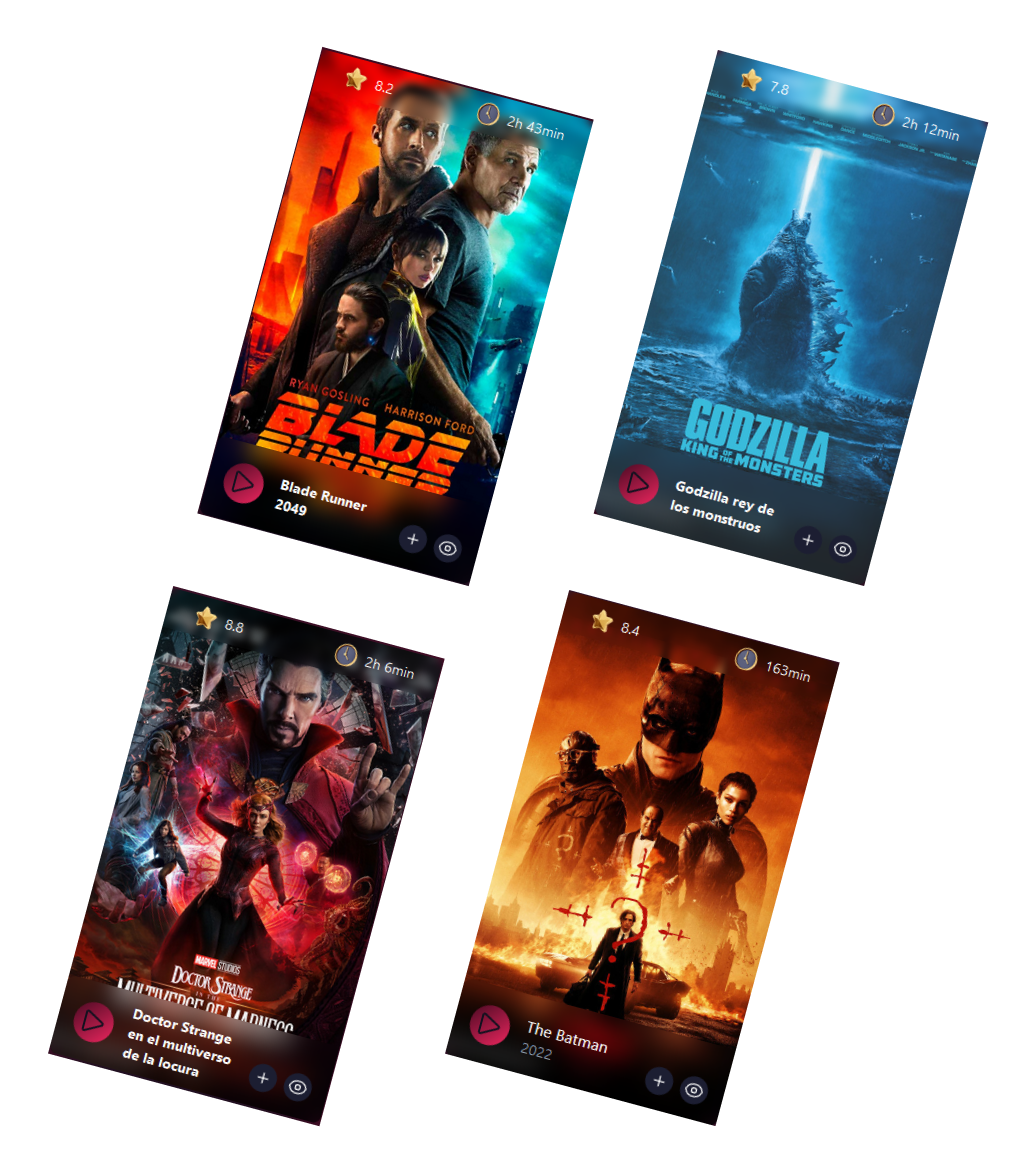 8.2
2h 43min
RYAN GOSLING HARRISON FORD
BLADE
RUNNER
Blade Runner
2049
7.8
2h 12min
GODZILLA
KING OF THE MONSTERS
Godzilla rey de
los monstruos
8.8
2h 6min
MARVEL STUDIOS
DOCTOR STRANGE
IN THE
MULTIVERSE OF MADNESS
Doctor Strange
en el multiverso
de la locura
8.4
163min
The Batman
2022